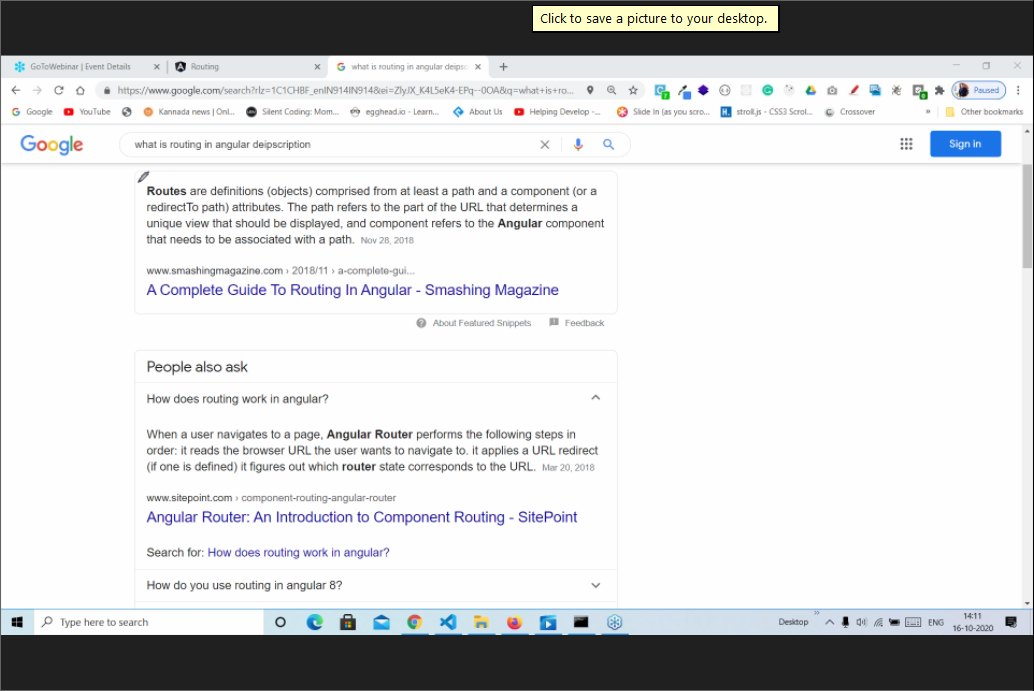 Click to save a picture to your desktop.
GoToWebinar | Event Details
Routing
what is routing in angular deips
https://www.google.com/search?rlz=1C1CHBF_enIN914IN914&ei=ZlyJX_K4L5eK4-EPq--0OA&q=what+is+ro...
Paused
Google
YouTube
Kannada news | Onl...
Silent Coding: Mom...
egghead.io - Learn...
About Us
Helping Develop -...
Slide In (as you scro...
stroll.js - CSS3 Scrol...
Crossover
»
Other bookmarks
Google
what is routing in angular deipscription
Sign in
Routes are definitions (objects) comprised from at least a path and a component (or a
redirectTo path) attributes. The path refers to the part of the URL that determines a
unique view that should be displayed, and component refers to the Angular component
that needs to be associated with a path. Nov 28, 2018
www.smashingmagazine.com › 2018/11 › a-complete-gui...
A Complete Guide To Routing In Angular - Smashing Magazine
About Featured Snippets
Feedback
People also ask
How does routing work in angular?
When a user navigates to a page, Angular Router performs the following steps in
order: it reads the browser URL the user wants to navigate to. it applies a URL redirect
(if one is defined) it figures out which router state corresponds to the URL. Mar 20, 2018
www.sitepoint.com › component-routing-angular-router
Angular Router: An Introduction to Component Routing - SitePoint
Search for: How does routing work in angular?
How do you use routing in angular 8?
Type here to search
Desktop
»
ENG
14:11
16-10-2020